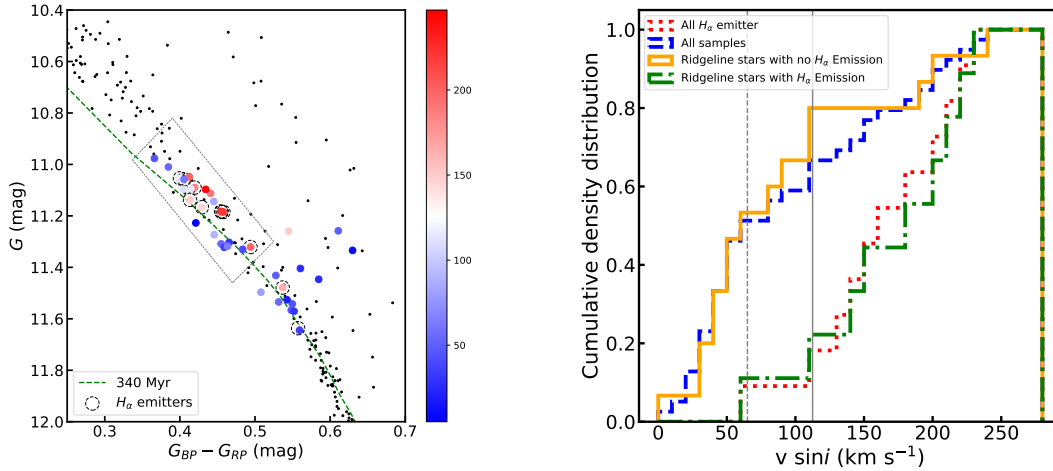 10.4
10.6
10.8
11.0
11.2
11.4
11.6
11.8
12.0
G (mag)
0.3 0.4 0.5 0.6 0.7
G_BP − G_RP (mag)
340 Myr
H_α emitters
200
150
100
50
All H_α emitter
All samples
Ridgeline stars with no H_α Emission
Ridgeline stars with H_α Emission
1.0
0.8
0.6
0.4
0.2
0.0
Cumulative density distribution
0 50 100 150 200 250
v sini (km s⁻¹)